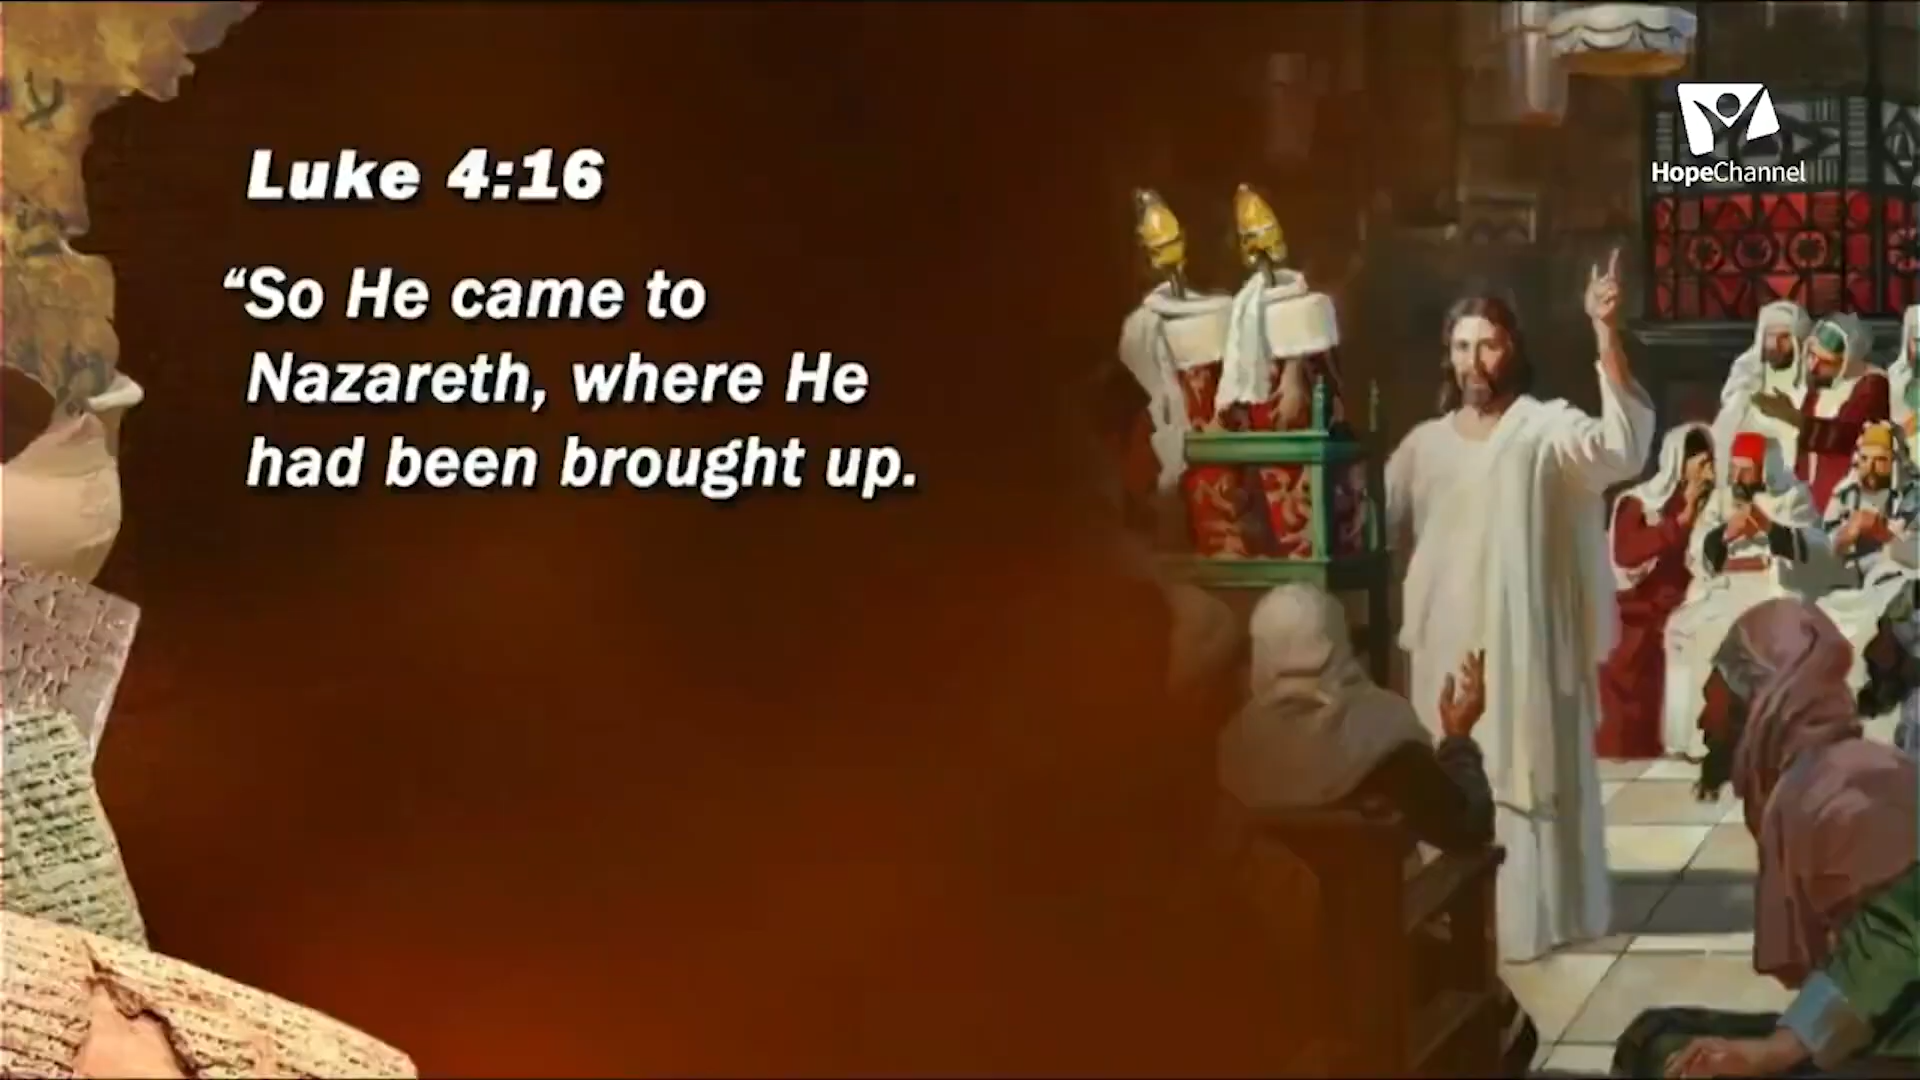 Luke 4:16
“So He came to
Nazareth, where He
had been brought up.
HopeChannel